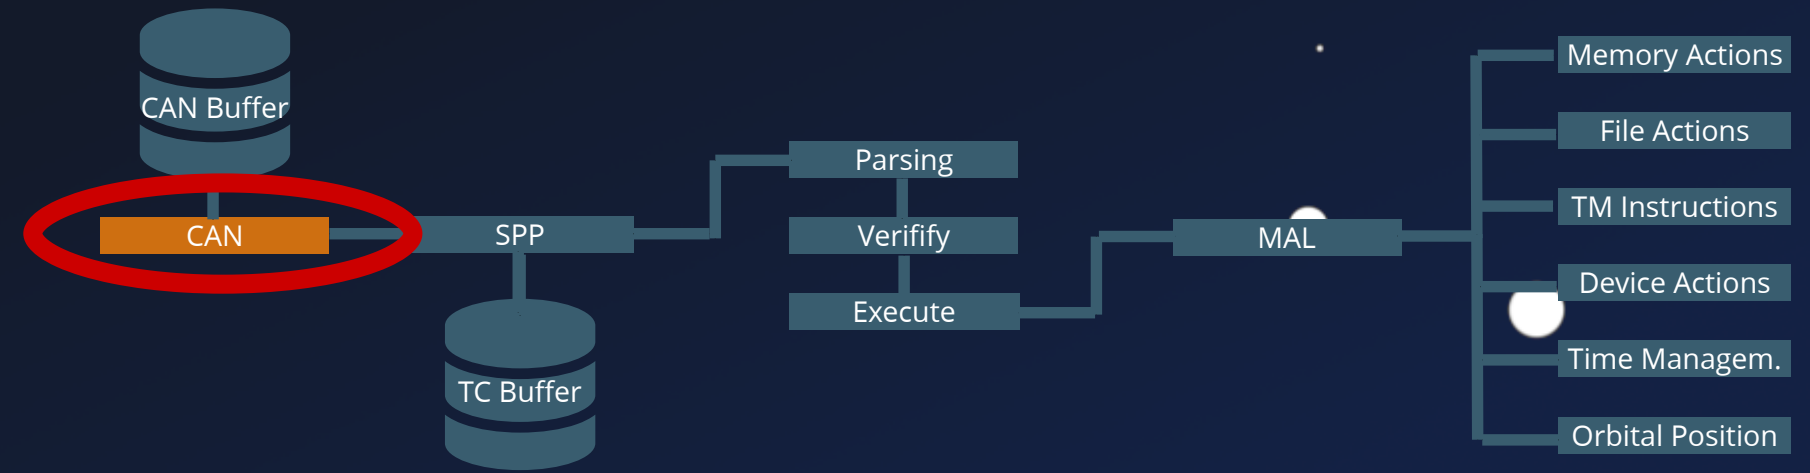 CAN Buffer
CAN
SPP
TC Buffer
Parsing
Verifify
Execute
MAL
Memory Actions
File Actions
TM Instructions
Device Actions
Time Managem.
Orbital Position